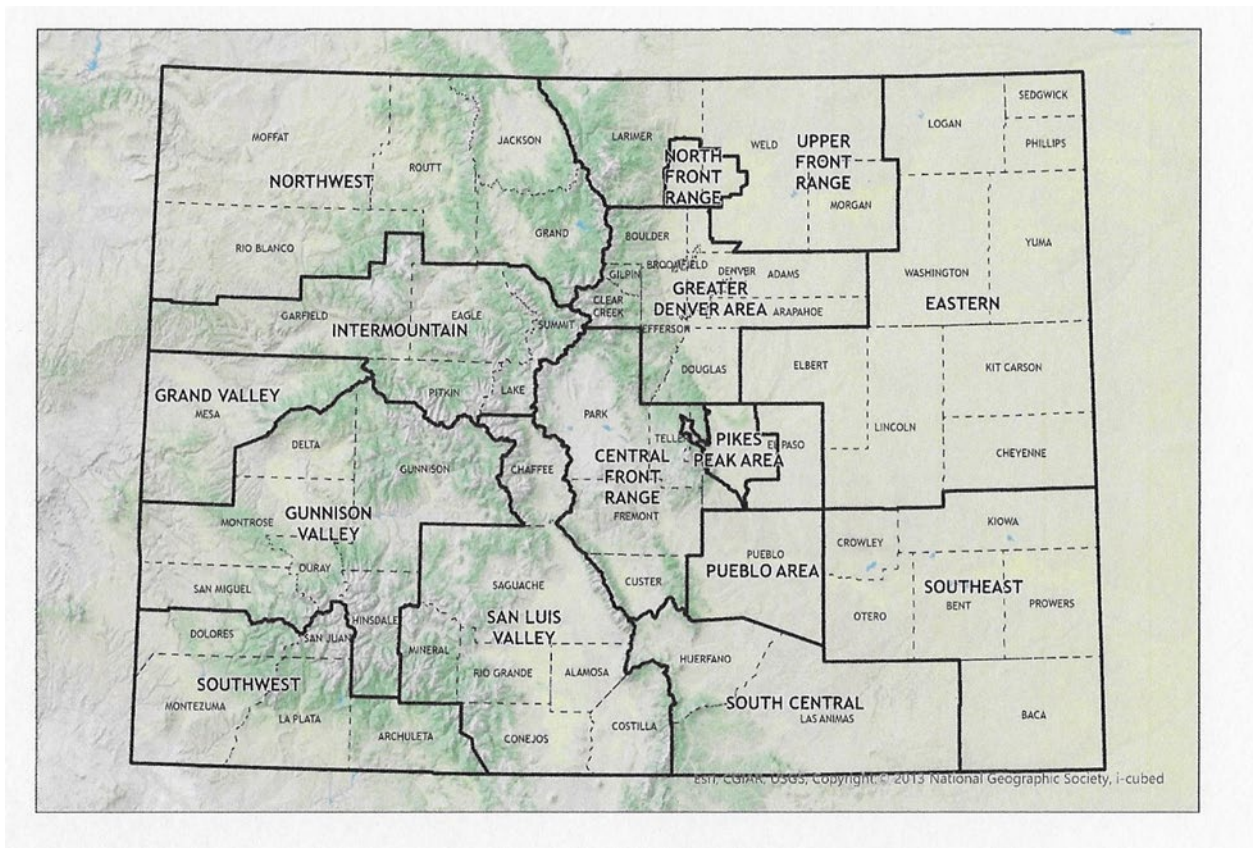 SEDGWICK
LOGAN
PHILLIPS
MOFFAT
JACKSON
LARIMER
WELD
UPPER
FRONT
RANGE
NORTH
FRONT
RANGE
ROUTT
NORTHWEST
MORGAN
GRAND
BOULDER
RIO BLANCO
YUMA
WASHINGTON
GILPIN
BROOMFIELD
DENVER
ADAMS
GREATER
DENVER AREA
CLEAR
CREEK
ARAPAHOE
EASTERN
GARFIELD
EAGLE
INTERMOUNTAIN
SUMMIT
EFFERSON
DOUGLAS
ELBERT
KIT CARSON
GRAND VALLEY
MESA
PITKIN
LAKE
PARK
LINCOLN
DELTA
GUNNISON
CHAFFEE
CENTRAL
FRONT
RANGE
TELLE
PIKES
PEAK AREA
EL PASO
CHEYENNE
MONTROSE
GUNNISON
VALLEY
FREMONT
KIOWA
CROWLEY
OURAY
PUEBLO
PUEBLO AREA
SAN MIGUEL
SAGUACHE
CUSTER
SOUTHEAST
BENT
PROWERS
OTERO
DOLORES
SAN JUAN
HINSDALE
SAN LUIS
VALLEY
MINERAL
RIO GRANDE
ALAMOSA
HUERFANO
SOUTHWEST
MONTEZUMA
LA PLATA
ARCHULETA
CONEJOS
COSTILLA
SOUTH CENTRAL
LAS ANIMAS
BACA
Esri, CGIAR, USGS, Copyright:© 2013 National Geographic Society, i-cubed